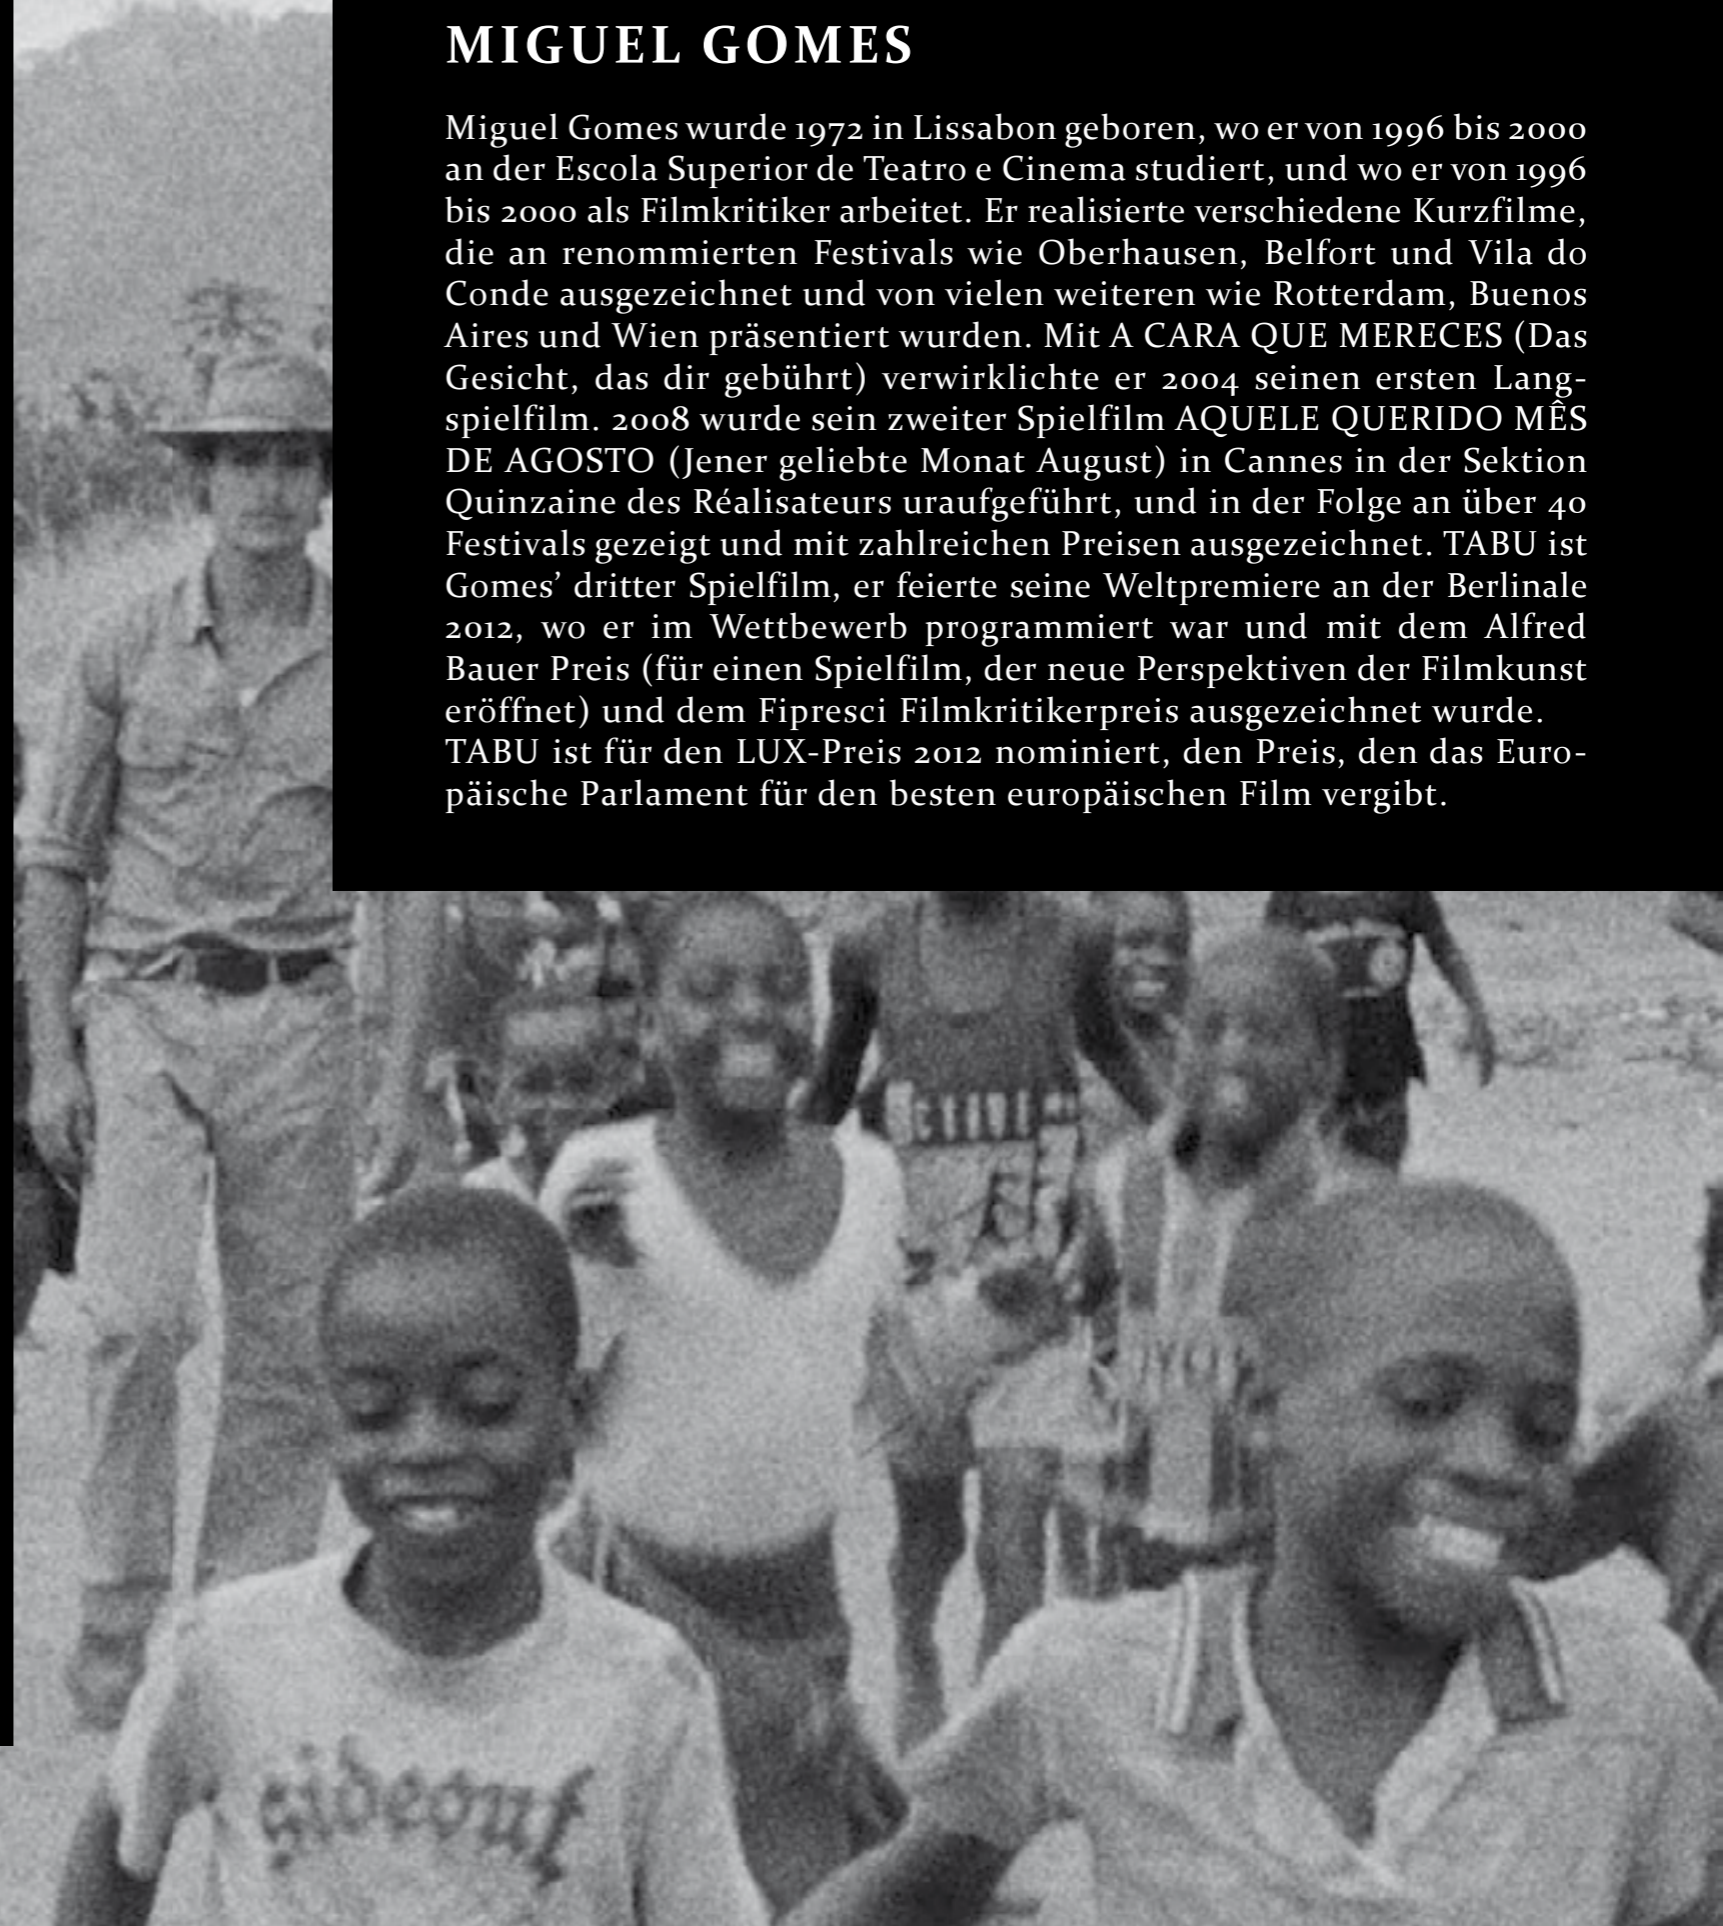 MIGUEL GOMES
Miguel Gomes wurde 1972 in Lissabon geboren, wo er von 1996 bis 2000
an der Escola Superior de Teatro e Cinema studiert, und wo er von 1996
bis 2000 als Filmkritiker arbeitet. Er realisierte verschiedene Kurzfilme,
die an renommierten Festivals wie Oberhausen, Belfort und Vila do
Conde ausgezeichnet und von vielen weiteren wie Rotterdam, Buenos
Aires und Wien präsentiert wurden. Mit A CARA QUE MERECES (Das
Gesicht, das dir gebührt) verwirklichte er 2004 seinen ersten Lang-
spielfilm. 2008 wurde sein zweiter Spielfilm AQUELE QUERIDO MÊS
DE AGOSTO (Jener geliebte Monat August) in Cannes in der Sektion
Quinzaine des Réalisateurs uraufgeführt, und in der Folge an über 40
Festivals gezeigt und mit zahlreichen Preisen ausgezeichnet. TABU ist
Gomes’ dritter Spielfilm, er feierte seine Weltpremiere an der Berlinale
2012, wo er im Wettbewerb programmiert war und mit dem Alfred
Bauer Preis (für einen Spielfilm, der neue Perspektiven der Filmkunst
eröffnet) und dem Fipresci Filmkritikerpreis ausgezeichnet wurde.
TABU ist für den LUX-Preis 2012 nominiert, den Preis, den das Euro-
päische Parlament für den besten europäischen Film vergibt.
sideout